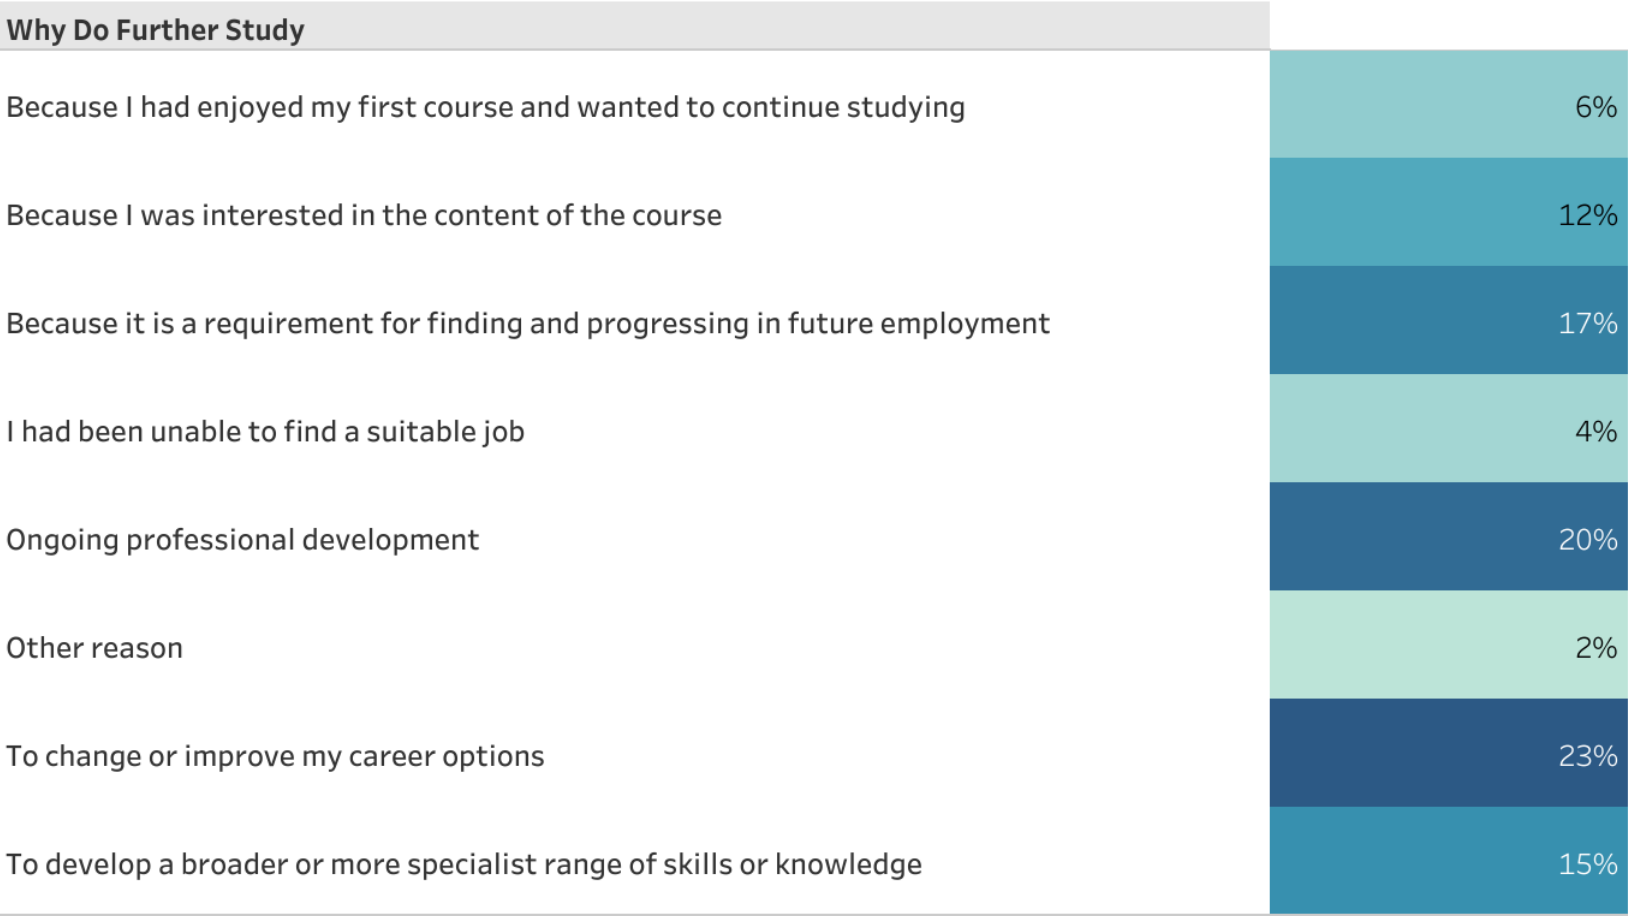 Why Do Further Study
Because I had enjoyed my first course and wanted to continue studying 6%
Because I was interested in the content of the course 12%
Because it is a requirement for finding and progressing in future employment 17%
I had been unable to find a suitable job 4%
Ongoing professional development 20%
Other reason 2%
To change or improve my career options 23%
To develop a broader or more specialist range of skills or knowledge 15%